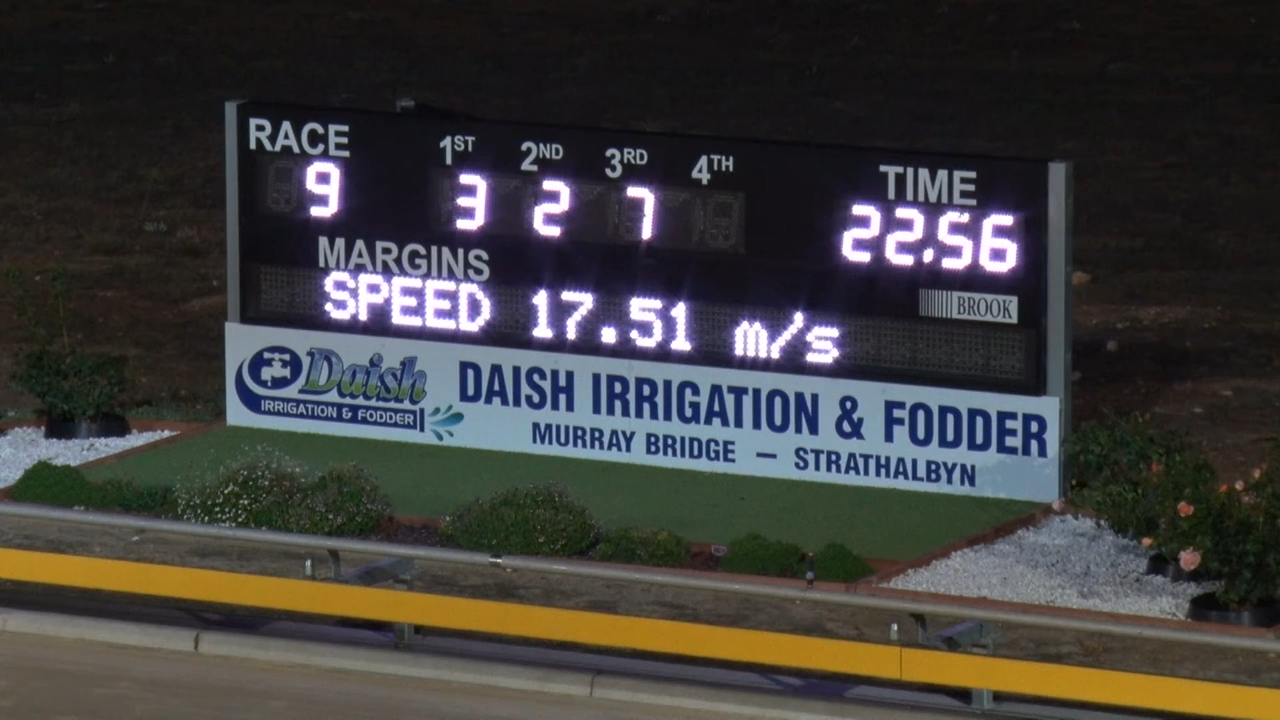 RACE 1ST 2ND 3RD 4TH TIME
9 3 2 7 22.56
MARGINS
SPEED 17.51 m/s
BROOK
Daish
IRRIGATION & FODDER
DAISH IRRIGATION & FODDER
MURRAY BRIDGE – STRATHALBYN